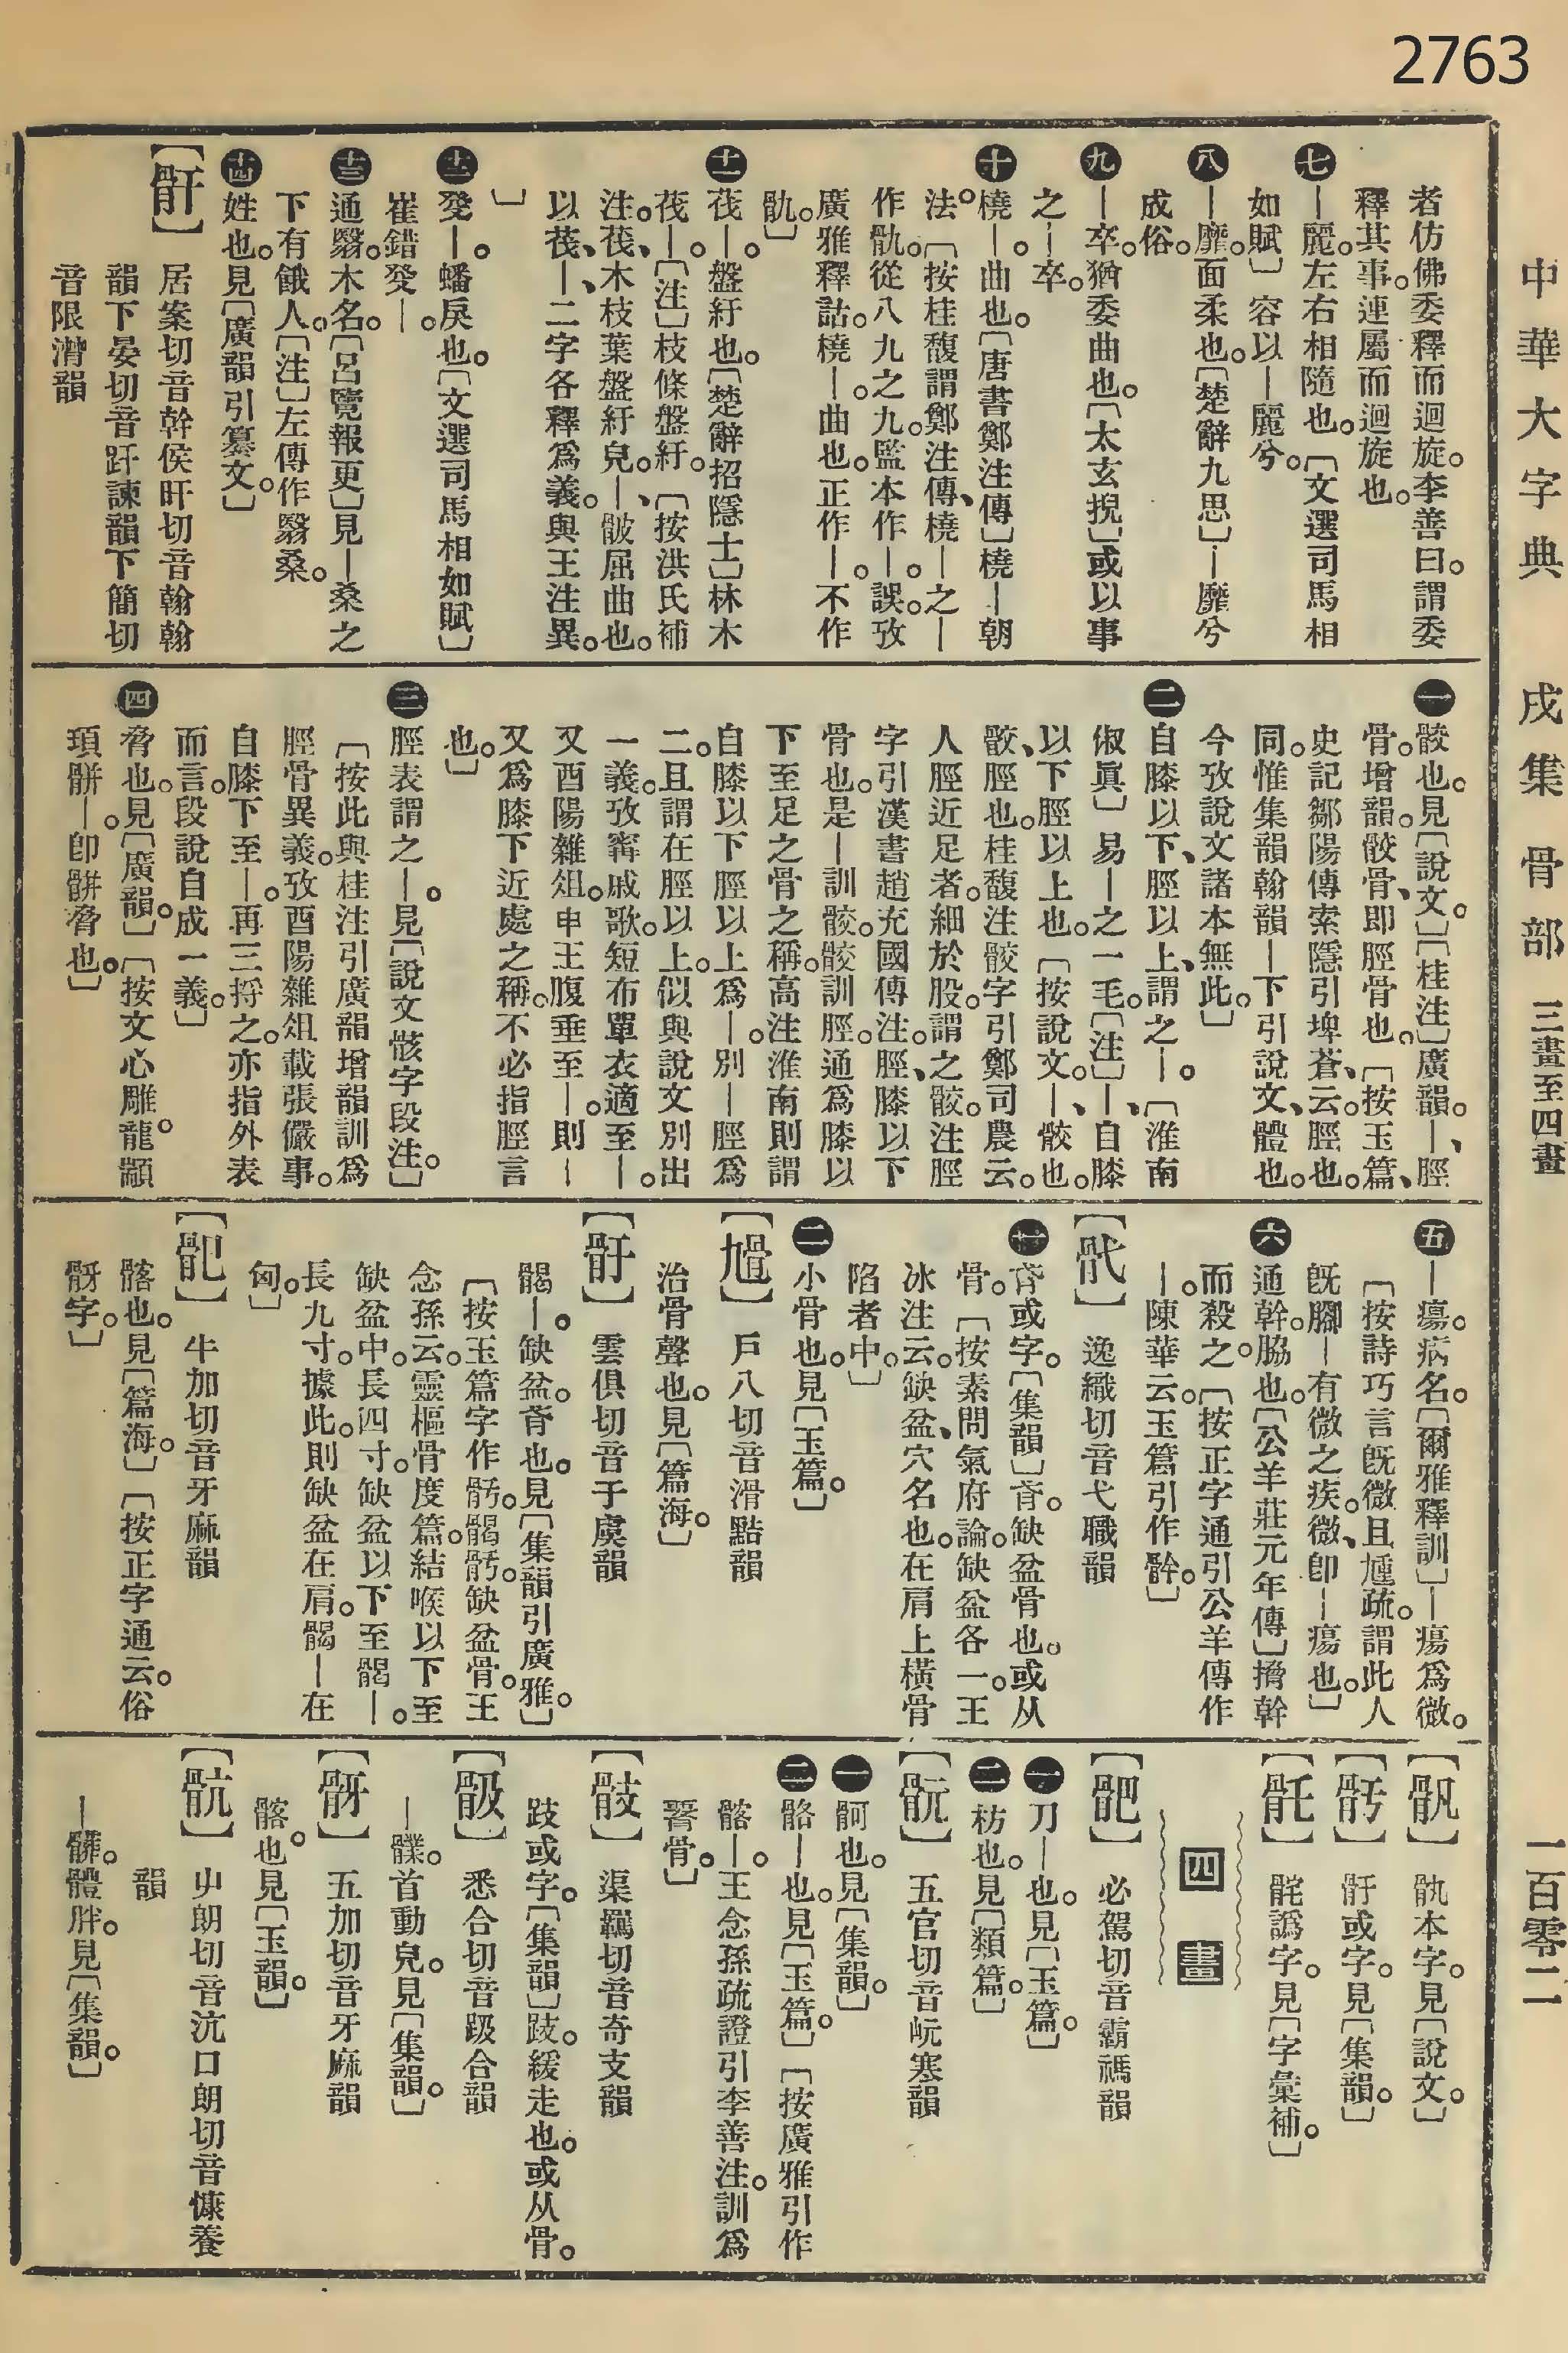 2763
中華大字典 戌集 骨部 三畫至四畫 一百零二
者仿佛委釋而迴旋。李善曰。謂委
釋其事。連屬而迴旋也。
七 ｜麗。左右相隨也。〔文選司馬相
如賦〕容以｜麗兮。
八 ｜靡。面柔也。〔楚辭九思〕｜靡兮
成俗。
九 ｜卒。猶委曲也。〔太玄掜〕或以事
之｜卒。
十 橈｜。曲也。〔唐書鄭注傳〕橈｜朝
法。〔按桂馥謂鄭注傳、橈｜之｜
作骩。從八九之九。監本作｜。誤。攷
廣雅釋詁。橈｜。曲也。正作｜。不作
骩。〕
十一 茷｜。盤紆也。〔楚辭招隱士〕林木
茷｜。〔注〕枝條盤紆。〔按洪氏補
注。茷、木枝葉盤紆皃。｜、骳屈曲也。
以茷、｜、二字各釋爲義。與王注異。
〕
十二 癹｜。蟠戾也。〔文選司馬相如賦〕
崔錯癹｜。
十三 通翳。木名。〔呂覽報更〕見｜桑之
下有餓人。〔注〕左傳作翳桑。
十四 姓也。見〔廣韻引纂文。〕
【骭】 居案切音幹侯旰切音翰翰
韻下晏切音䟘諫韻下簡切
音限潸韻
一 骹也。見〔說文。〕〔桂注〕廣韻。｜、脛
骨。增韻。骹骨、即脛骨也。〔按玉篇、
史記鄒陽傳索隱引埤蒼、云。脛也。
同。惟集韻翰韻｜下引說文、體也。
今攷說文諸本無此。〕
二 自膝以下、脛以上、謂之｜。〔淮南
俶眞〕易｜之一毛。〔注〕｜、自膝
以下脛以上也。〔按說文。｜、骹也。
骹、脛也。桂馥注骹字引鄭司農云。
人脛近足者。細於股。謂之骹。注脛
字引漢書趙充國傳注。脛、膝以下
骨也。是｜訓骹。骹訓脛。通爲膝以
下至足之骨之稱。高注淮南則謂
自膝以下脛以上爲｜。別｜脛爲
二。且謂在脛以上。似與說文別出
一義。攷甯戚歌。短布單衣適至｜。
又酉陽雜俎。申王腹垂至｜。則｜
又爲膝下近處之稱。不必指脛言
也。〕
三 脛表謂之｜。見〔說文骸字段注。〕
〔按此與桂注引廣韻增韻訓爲
脛骨異義。攷酉陽雜俎載張儼事。
自膝下至｜。再三捋之。亦指外表
而言。段說自成一義。〕
四 脅也。見〔廣韻。〕〔按文心雕龍。顓
頊骿｜。卽骿脅也。〕
五 ｜瘍。病名。〔爾雅釋訓〕｜瘍爲微。
〔按詩巧言旣微且尰疏。謂此人
旣腳｜有微之疾。微、卽｜瘍也。〕
六 通幹。脇也。〔公羊莊元年傳〕搚幹
而殺之。〔按正字通引公羊傳作
｜。陳華云。玉篇引作骬。〕
【骮】 逸織切音弋職韻
一 肻或字。〔集韻〕肻。缺盆骨也。或从
骨。〔按素問氣府論。缺盆各一。王
冰注云。缺盆、穴名也。在肩上橫骨
陷者中。〕
二 小骨也。見〔玉篇。〕
戶八切音滑黠韻
治骨聲也。見〔篇海。〕
【骬】 雲俱切音于虞韻
䯏｜。缺盆肻也。見〔集韻引廣雅。〕
〔按玉篇字作骬。䯏骬。缺盆骨。王
念孫云。靈樞骨度篇。結喉以下至
缺盆中。長四寸。缺盆以下至䯏｜。
長九寸。據此。則缺盆在肩。䯏｜在
匈。〕
牛加切音牙麻韻
髂也。見〔篇海。〕〔按正字通云。俗
骬字。〕
【骪】 骩本字。見〔說文。〕
骬或字。見〔集韻。〕
【骴】 骴譌字。見〔字彙補。〕
四畫
【䯲】 必駕切音霸禡韻
一 刀｜也。見〔玉篇。〕
二 枋也。見〔類篇。〕
【骯】 五官切音岏寒韻
一 䯊也。見〔集韻。〕
二 骼｜也。見〔玉篇。〕〔按廣雅引作
髂｜。王念孫疏證引李善注。訓爲
臋骨。〕
【䯋】 渠羈切音奇支韻
跂或字。〔集韻〕跂。緩走也。或从骨。
悉合切音趿合韻
｜䯝。首動皃。見〔集韻。〕
五加切音牙麻韻
髂也。見〔玉韻。〕
【骯】 屮朗切音沆口朗切音慷養
韻
｜髒。體胖。見〔集韻。〕